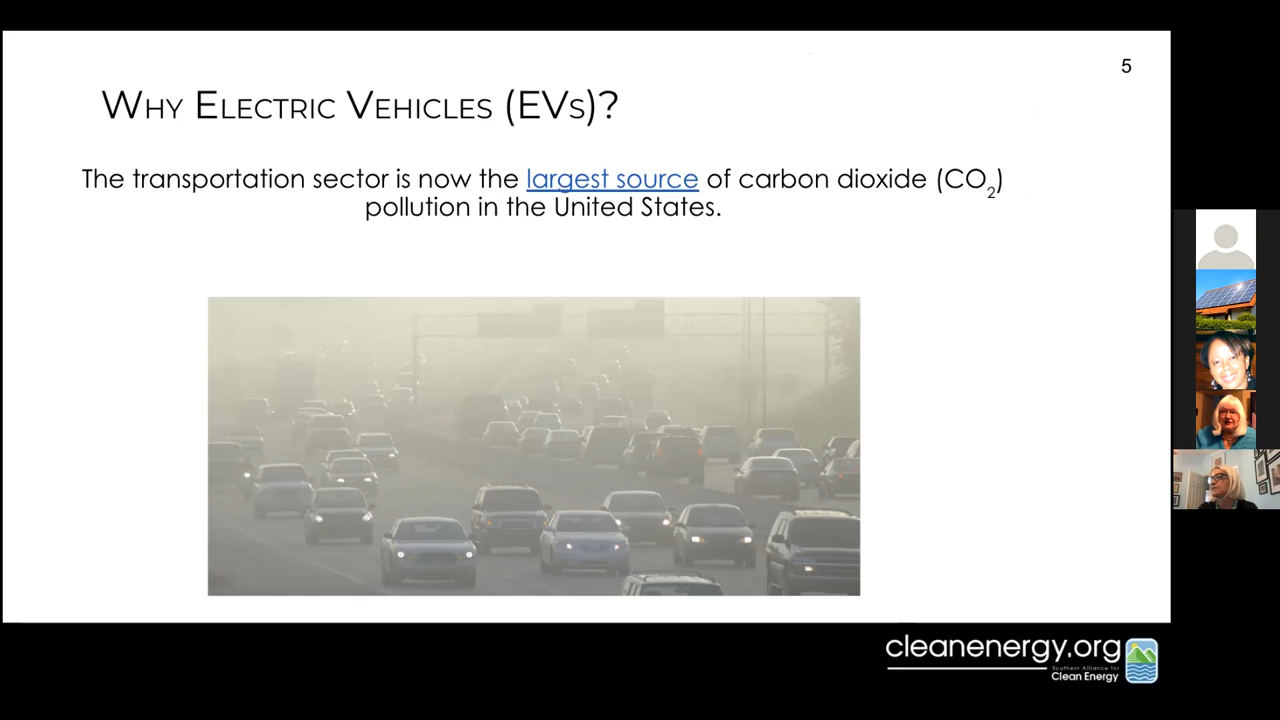 5
Why Electric Vehicles (EVs)?
The transportation sector is now the largest source of carbon dioxide (CO2)
pollution in the United States.
cleanenergy.org
Southern Alliance for
Clean Energy